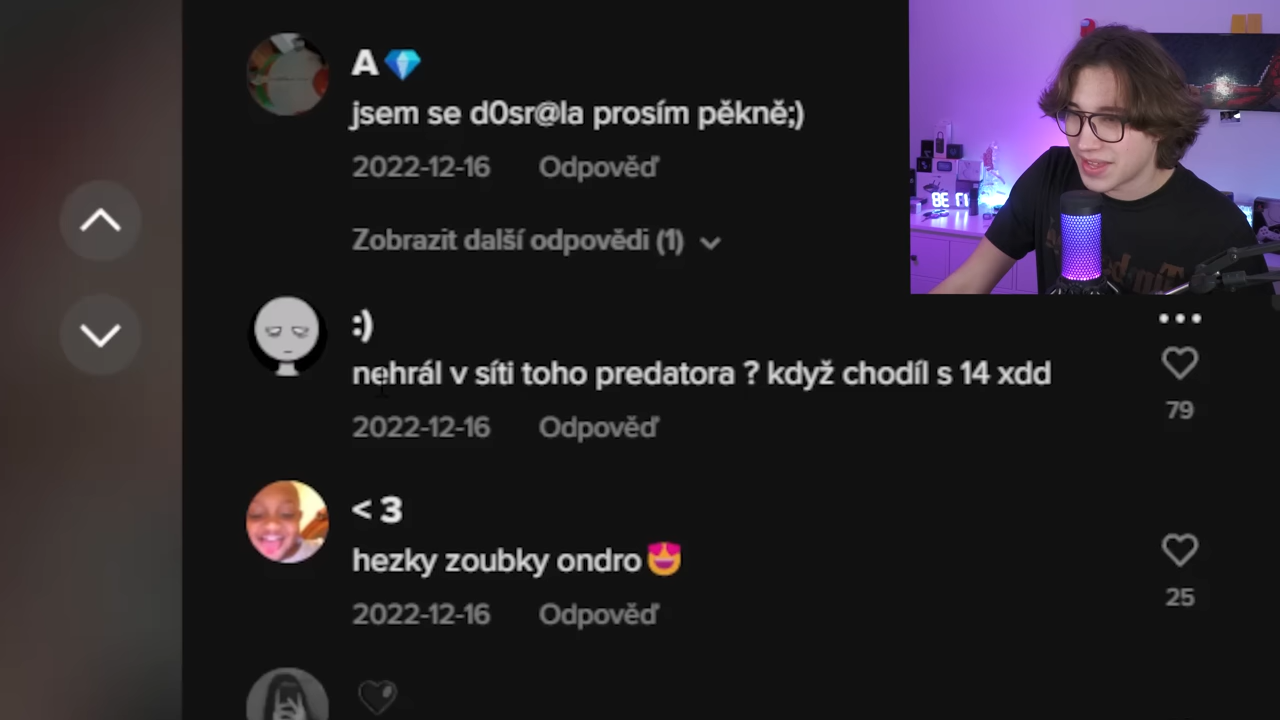 A💎
jsem se d0sr@la prosím pěkně;)
2022-12-16 Odpověď
Zobrazit další odpovědi (1)
:)
nehrál v síti toho predatora ? když chodíl s 14 xdd
2022-12-16 Odpověď
79
< 3
hezky zoubky ondro😍
2022-12-16 Odpověď
25